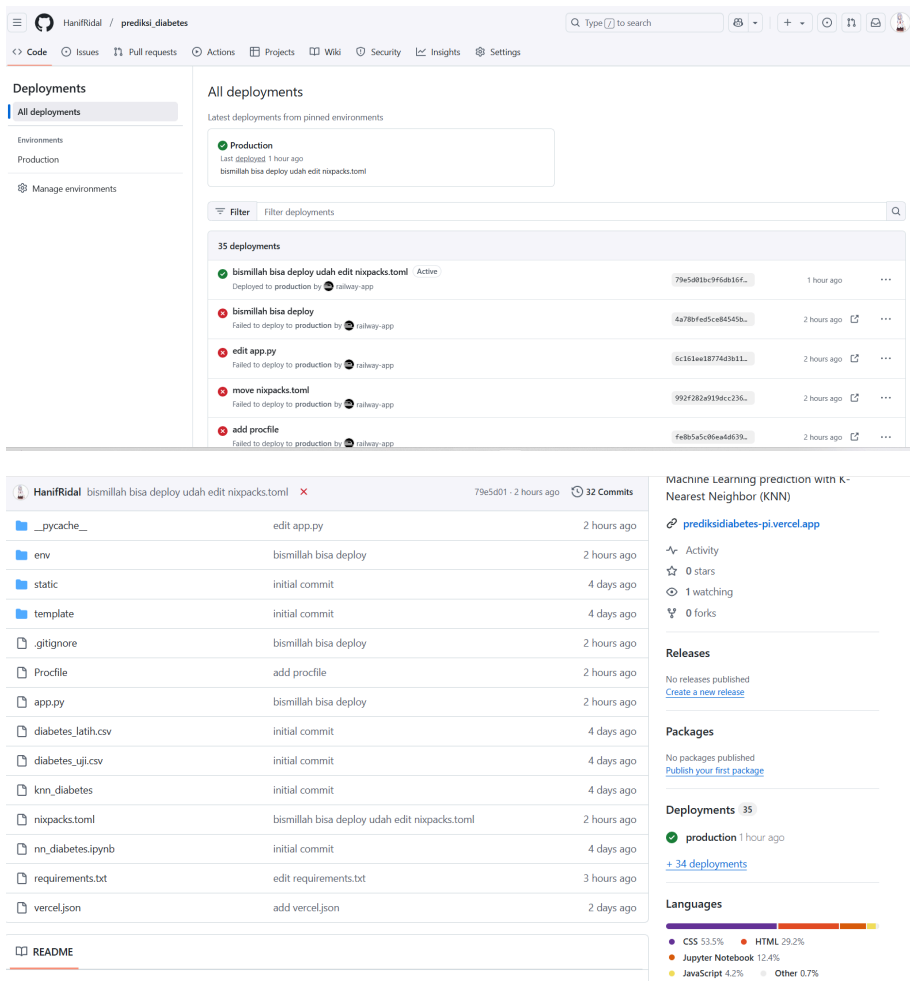 HanifRidal / prediksi_diabetes
Type / to search
Code Issues Pull requests Actions Projects Wiki Security Insights Settings
Deployments
All deployments
Environments
Production
Manage environments
All deployments
Latest deployments from pinned environments
Production
Last deployed 1 hour ago
bismillah bisa deploy udah edit nixpacks.toml
Filter Filter deployments
35 deployments
bismillah bisa deploy udah edit nixpacks.toml Active
Deployed to production by railway-app
79e5d01bc9f6db16f… 1 hour ago
bismillah bisa deploy
Failed to deploy to production by railway-app
4a78bfed5ce84545b… 2 hours ago
edit app.py
Failed to deploy to production by railway-app
6c161ee18774d3b11… 2 hours ago
move nixpacks.toml
Failed to deploy to production by railway-app
992f282a919dcc236… 2 hours ago
add procfile
Failed to deploy to production by railway-app
fe8b5a5c06ea4d639… 2 hours ago
HanifRidal bismillah bisa deploy udah edit nixpacks.toml 79e5d01 · 2 hours ago 32 Commits
__pycache__ edit app.py 2 hours ago
env bismillah bisa deploy 2 hours ago
static initial commit 4 days ago
template initial commit 4 days ago
.gitignore bismillah bisa deploy 2 hours ago
Procfile add procfile 2 hours ago
app.py bismillah bisa deploy 2 hours ago
diabetes_latih.csv initial commit 4 days ago
diabetes_uji.csv initial commit 4 days ago
knn_diabetes initial commit 4 days ago
nixpacks.toml bismillah bisa deploy udah edit nixpacks.toml 2 hours ago
nn_diabetes.ipynb initial commit 4 days ago
requirements.txt edit requirements.txt 3 hours ago
vercel.json add vercel.json 2 days ago
README
Machine Learning prediction with K-
Nearest Neighbor (KNN)
prediksidiabetes-pi.vercel.app
Activity
0 stars
1 watching
0 forks
Releases
No releases published
Create a new release
Packages
No packages published
Publish your first package
Deployments 35
production 1 hour ago
+ 34 deployments
Languages
CSS 53.5% HTML 29.2%
Jupyter Notebook 12.4%
JavaScript 4.2% Other 0.7%